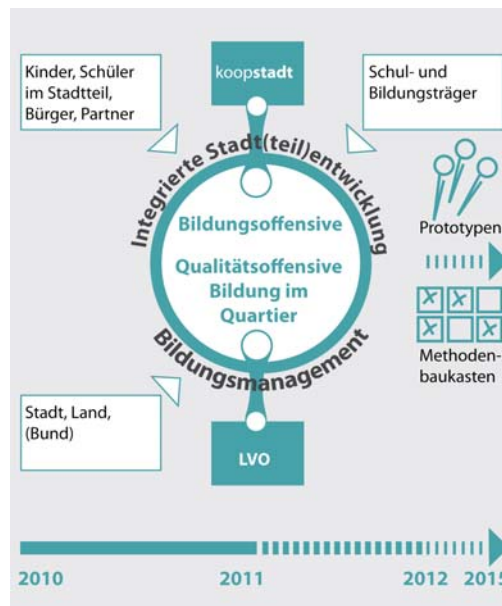 Kinder, Schüler
im Stadtteil,
Bürger, Partner
koopstadt
Schul- und
Bildungsträger
Integrierte Stadt(teil)entwicklung
Bildungsoffensive
Qualitätsoffensive
Bildung im
Quartier
Bildungsmanagement
Prototypen
Methoden-
baukasten
Stadt, Land,
(Bund)
LVO
2010
2011
2012
2015